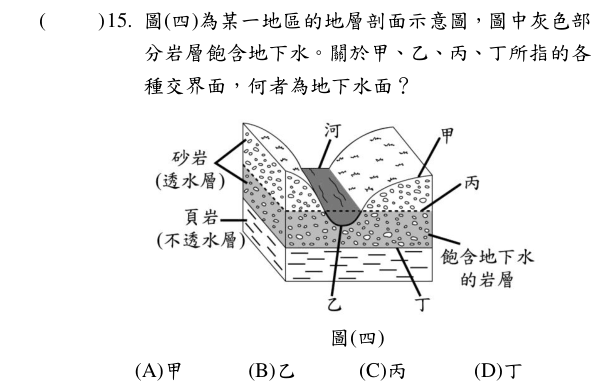 (　　)15. 圖(四)為某一地區的地層剖面示意圖，圖中灰色部
分岩層飽含地下水。關於甲、乙、丙、丁所指的各
種交界面，何者為地下水面？
河
甲
砂岩
(透水層)
丙
頁岩
(不透水層)
飽含地下水
的岩層
乙
丁
圖(四)
(A)甲 (B)乙 (C)丙 (D)丁